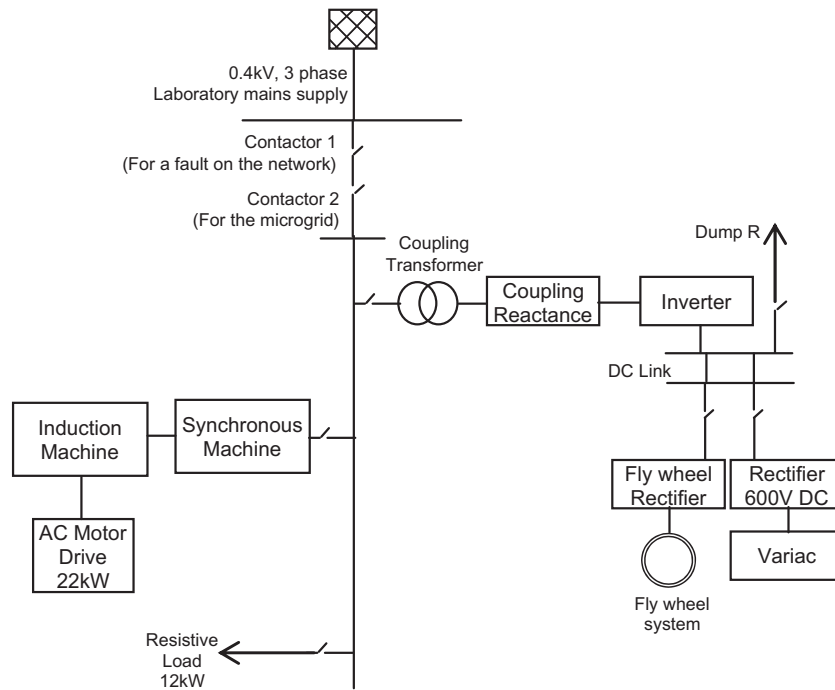 0.4kV, 3 phase
Laboratory mains supply
Contactor 1
(For a fault on the network)
Contactor 2
(For the microgrid)
Coupling
Transformer
Coupling
Reactance
Inverter
Dump R
DC Link
Induction
Machine
Synchronous
Machine
AC Motor
Drive
22kW
Fly wheel
Rectifier
Rectifier
600V DC
Variac
Fly wheel
system
Resistive
Load
12kW